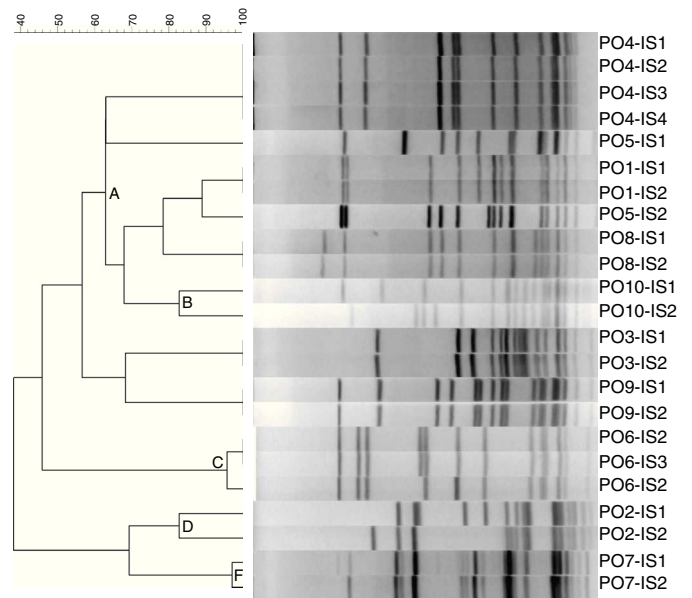 40 50 60 70 80 90 100
PO4-IS1
PO4-IS2
PO4-IS3
PO4-IS4
PO5-IS1
PO1-IS1
A
PO1-IS2
PO5-IS2
PO8-IS1
PO8-IS2
PO10-IS1
B
PO10-IS2
PO3-IS1
PO3-IS2
PO9-IS1
PO9-IS2
PO6-IS2
C
PO6-IS3
PO6-IS2
PO2-IS1
D
PO2-IS2
PO7-IS1
F
PO7-IS2